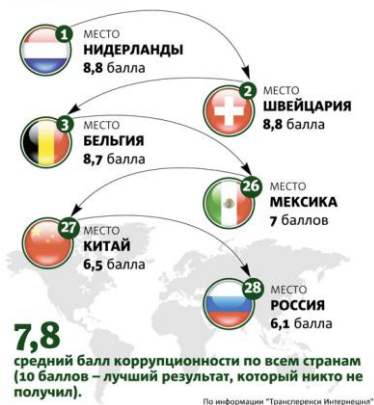 1 МЕСТО
НИДЕРЛАНДЫ
8,8 балла
2 МЕСТО
ШВЕЙЦАРИЯ
8,8 балла
3 МЕСТО
БЕЛЬГИЯ
8,7 балла
26 МЕСТО
МЕКСИКА
7 баллов
27 МЕСТО
КИТАЙ
6,5 балла
28 МЕСТО
РОССИЯ
6,1 балла
7,8
средний балл коррупционности по всем странам
(10 баллов – лучший результат, который никто не
получил).
По информации "Трансперенси Интернешнл"